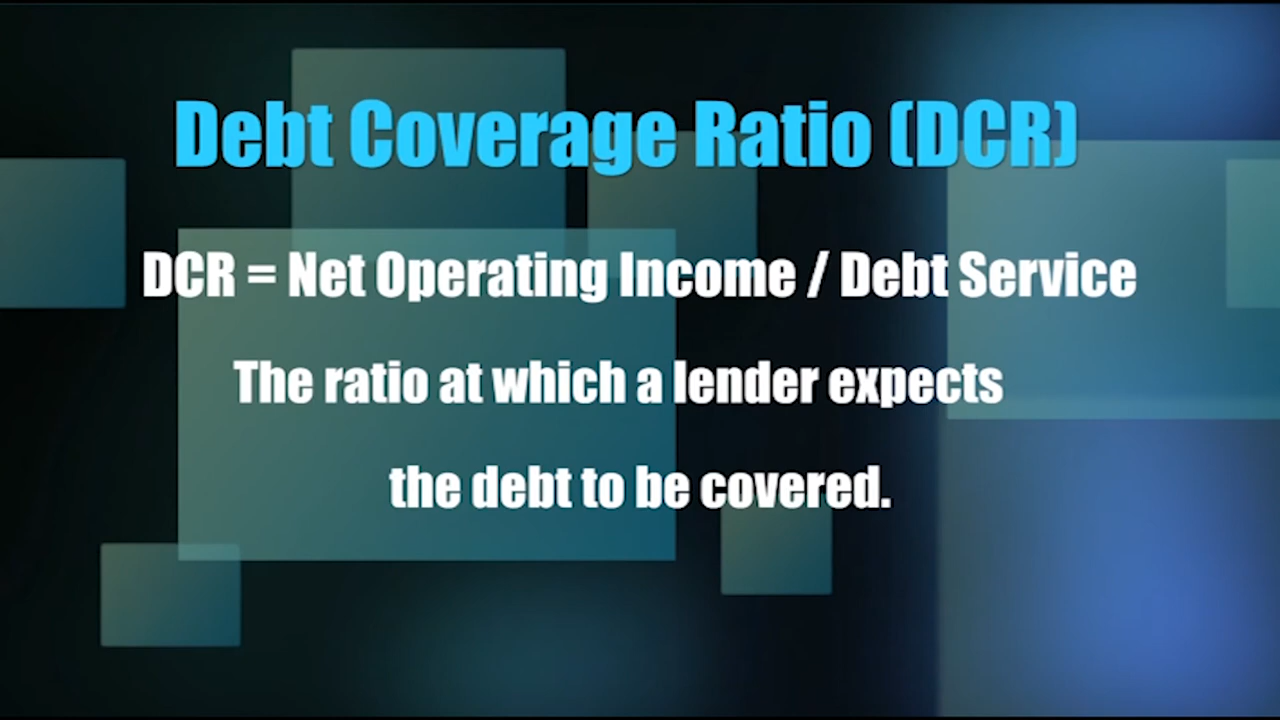 Debt Coverage Ratio (DCR)
DCR = Net Operating Income / Debt Service
The ratio at which a lender expects
the debt to be covered.